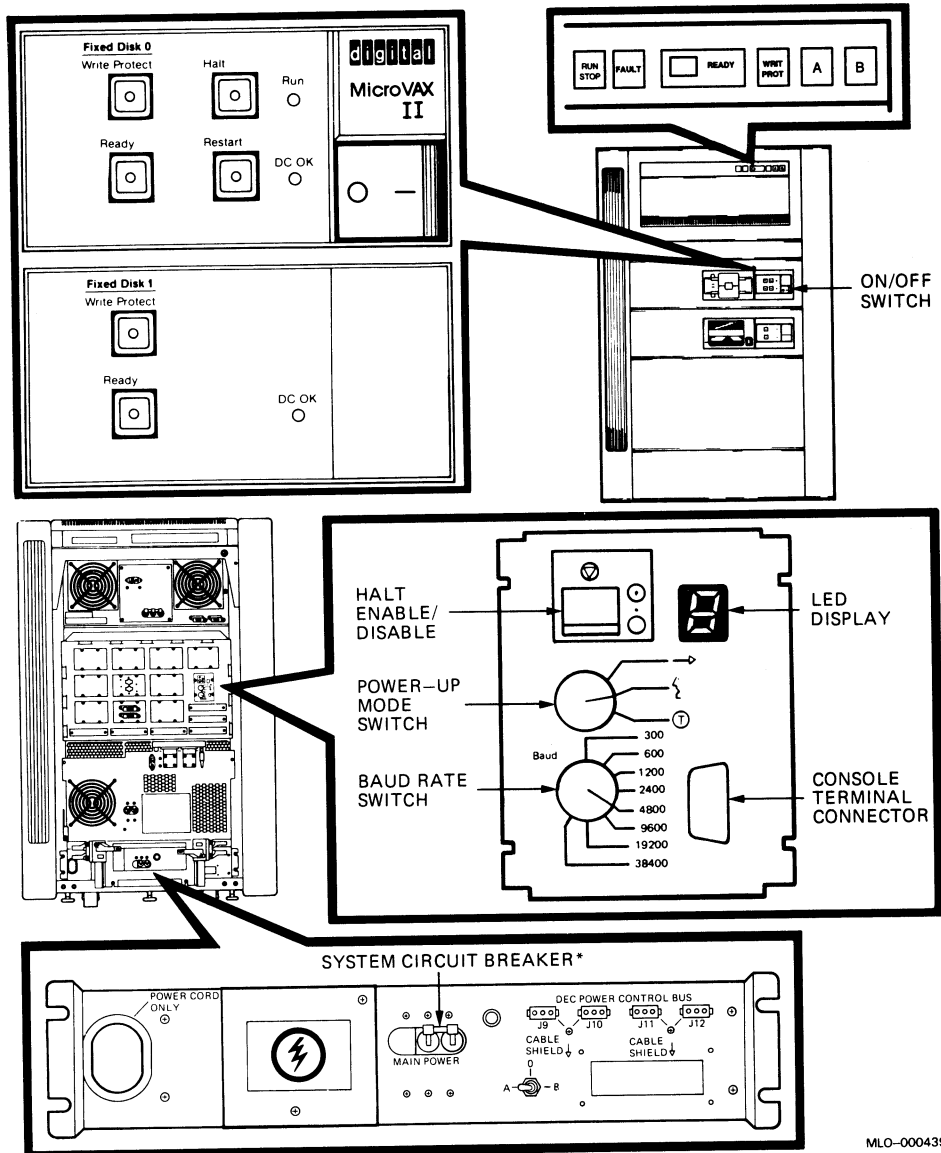 Fixed Disk 0
Write Protect
Halt
Run
Ready
Restart
DC OK
digital
MicroVAX
II
Fixed Disk 1
Write Protect
Ready
DC OK
RUN
STOP
FAULT
READY
WRIT
PROT
A
B
ON/OFF
SWITCH
HALT
ENABLE/
DISABLE
LED
DISPLAY
POWER–UP
MODE
SWITCH
T
BAUD RATE
SWITCH
Baud
300
600
1200
2400
4800
9600
19200
38400
CONSOLE
TERMINAL
CONNECTOR
SYSTEM CIRCUIT BREAKER*
POWER CORD
ONLY
MAIN POWER
DEC POWER CONTROL BUS
J9
J10
J11
J12
CABLE
SHIELD
CABLE
SHIELD
0
A
B
MLO-000439